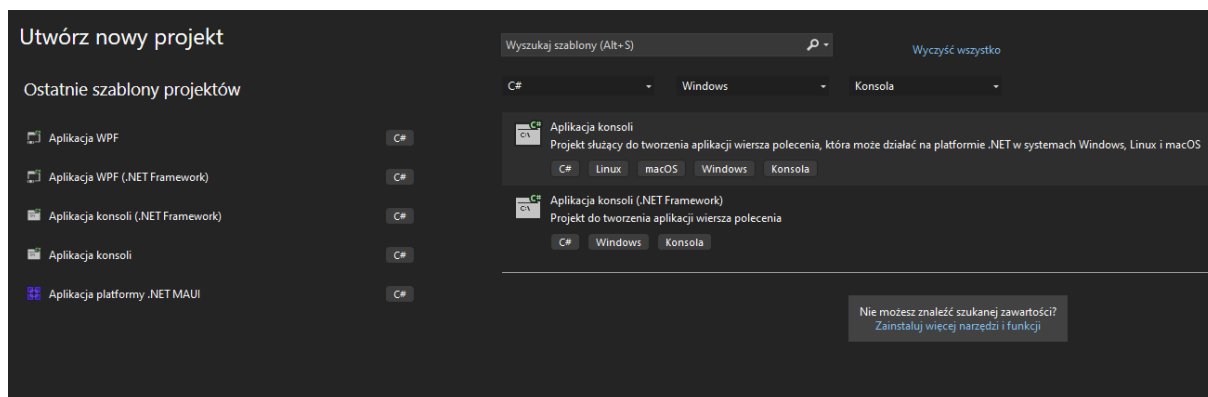 Utwórz nowy projekt
Ostatnie szablony projektów
Aplikacja WPF C#
Aplikacja WPF (.NET Framework) C#
Aplikacja konsoli (.NET Framework) C#
Aplikacja konsoli C#
Aplikacja platformy .NET MAUI C#
Wyszukaj szablony (Alt+S)
Wyczyść wszystko
C# Windows Konsola
Aplikacja konsoli
Projekt służący do tworzenia aplikacji wiersza polecenia, która może działać na platformie .NET w systemach Windows, Linux i macOS
C# Linux macOS Windows Konsola
Aplikacja konsoli (.NET Framework)
Projekt do tworzenia aplikacji wiersza polecenia
C# Windows Konsola
Nie możesz znaleźć szukanej zawartości?
Zainstaluj więcej narzędzi i funkcji